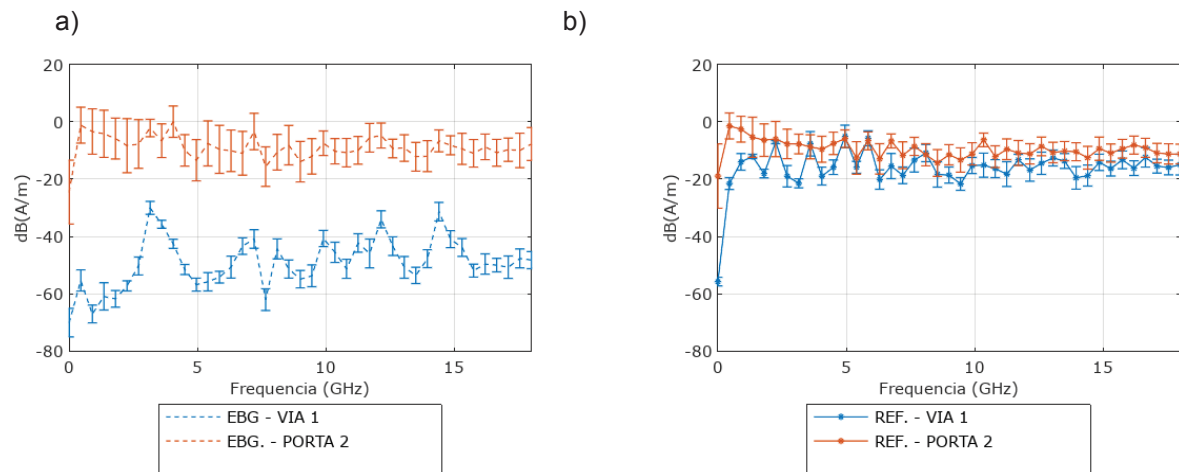 a)
b)
20
0
-20
-40
-60
-80
dB(A/m)
0
5
10
15
Frequencia (GHz)
EBG - VIA 1
EBG. - PORTA 2
20
0
-20
-40
-60
-80
dB(A/m)
0
5
10
15
Frequencia (GHz)
REF. - VIA 1
REF. - PORTA 2